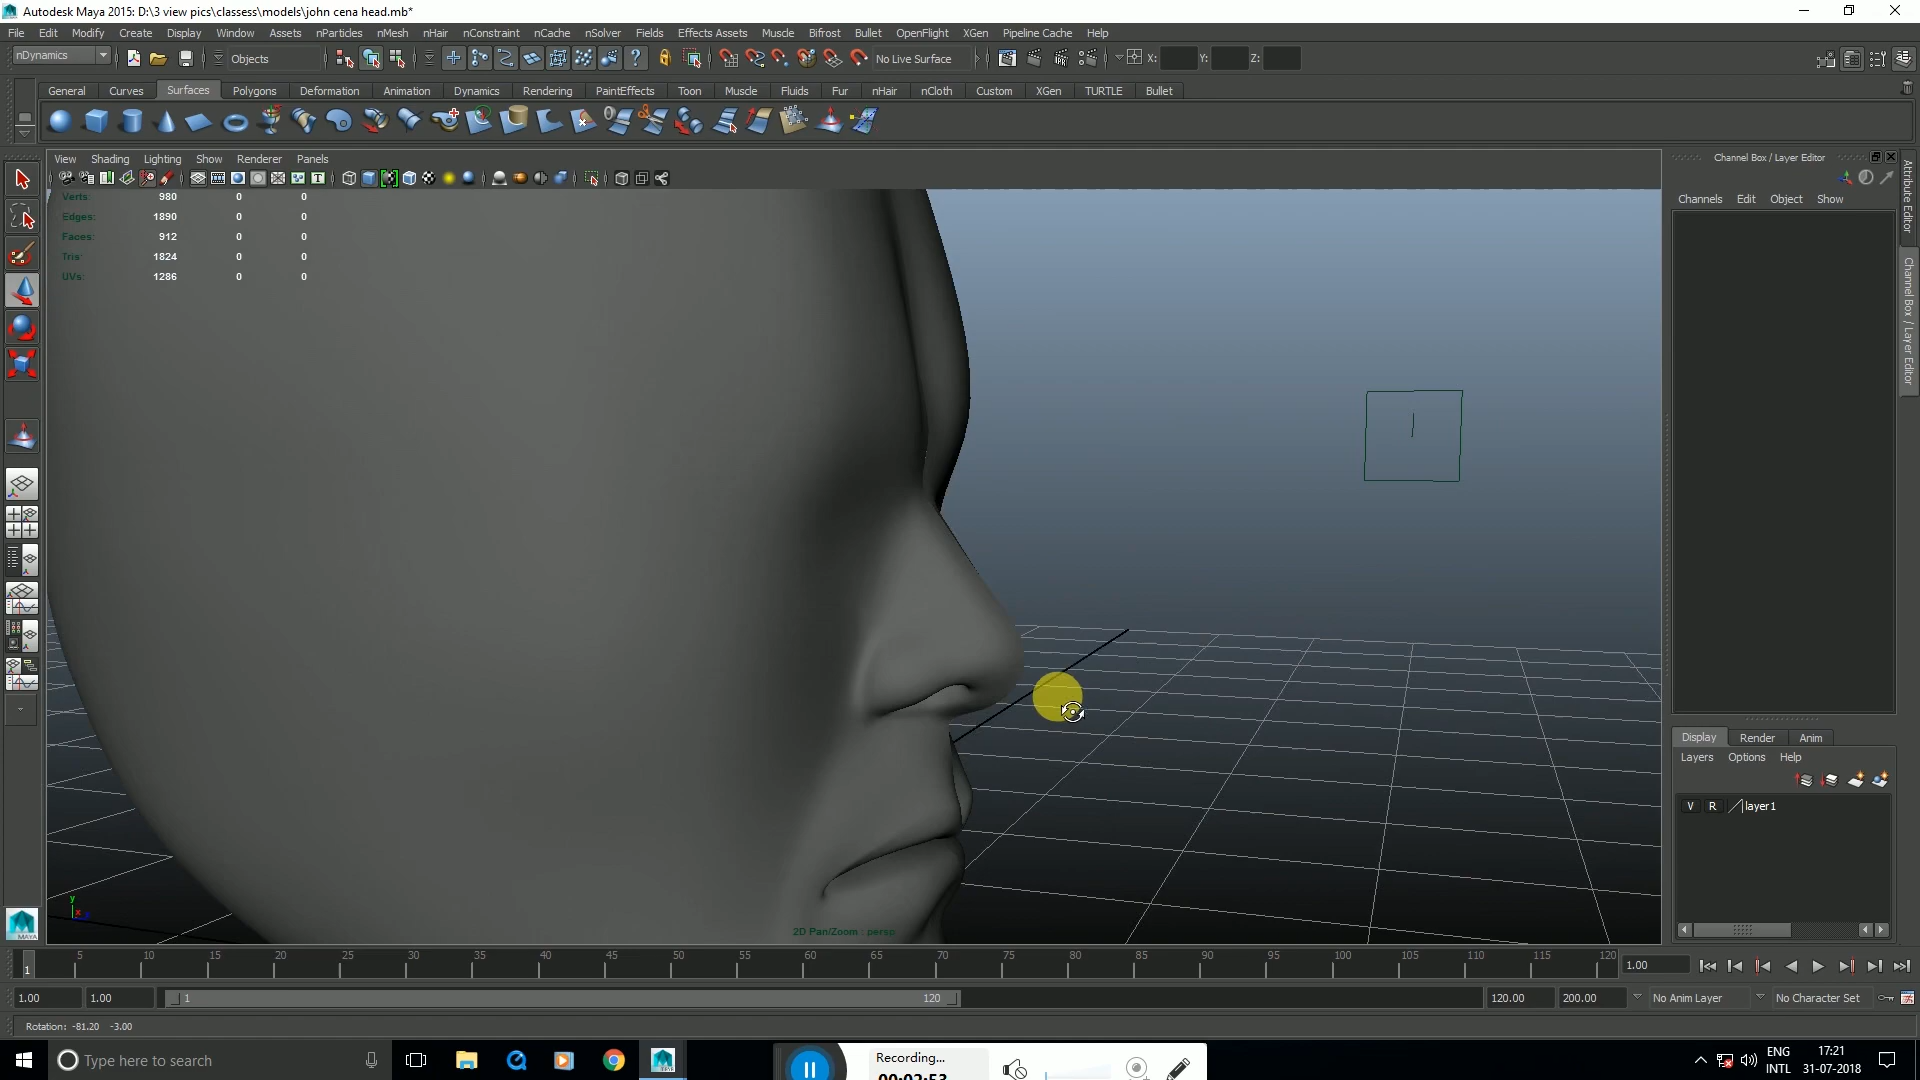 Autodesk Maya 2015: D:\3 view pics\classess\models\john cena head.mb*
File Edit Modify Create Display Window Assets nParticles nMesh nHair nConstraint nCache nSolver Fields Effects Assets Muscle Bifrost Bullet OpenFlight XGen Pipeline Cache Help
nDynamics Objects No Live Surface X: Y: Z:
General Curves Surfaces Polygons Deformation Animation Dynamics Rendering PaintEffects Toon Muscle Fluids Fur nHair nCloth Custom XGen TURTLE Bullet
View Shading Lighting Show Renderer Panels
Channel Box / Layer Editor
Channels Edit Object Show
Attribute Editor
Channel Box / Layer Editor
Verts: 980 0 0
Edges: 1890 0 0
Faces: 912 0 0
Tris: 1824 0 0
UVs: 1286 0 0
Display Render Anim
Layers Options Help
V R layer1
y
x
MAYA
2D Pan/Zoom : persp
1 5 10 15 20 25 30 35 40 45 50 55 60 65 70 75 80 85 90 95 100 105 110 115 120 1.00
1.00 1.00 1 120 120.00 200.00 No Anim Layer No Character Set
Rotation: -81.20 -3.00
Type here to search
Recording...
00:02:53
ENG
INTL
17:21
31-07-2018